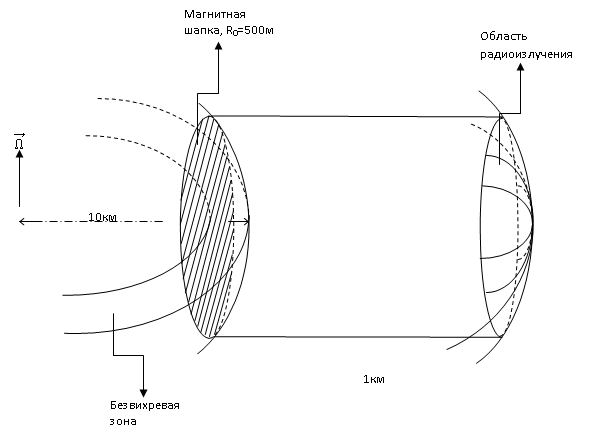 Магнитная
шапка, R₀=500м
Область
радиоизлучения
Ω
10км
1км
Безвихревая
зона